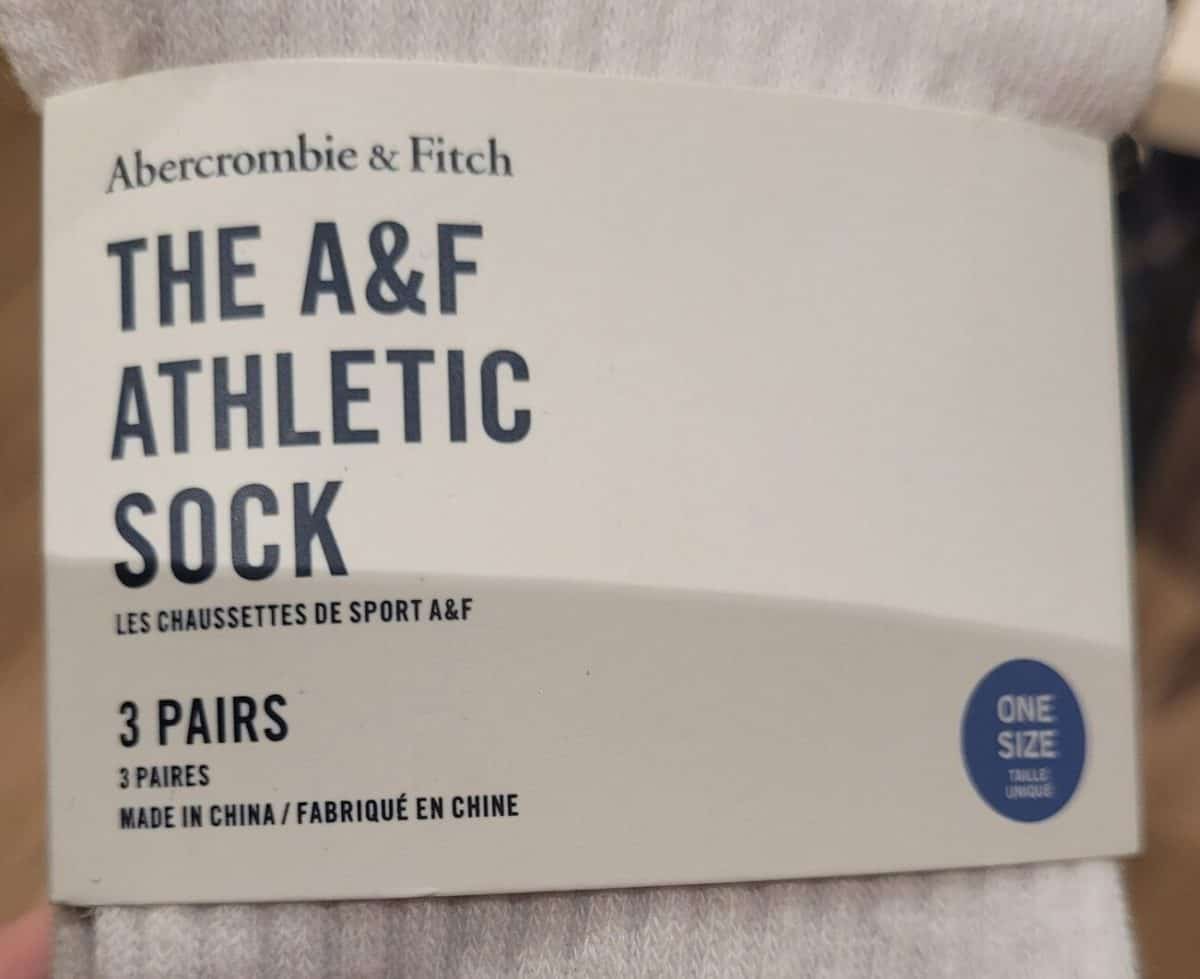 Abercrombie & Fitch
THE A&F
ATHLETIC
SOCK
LES CHAUSSETTES DE SPORT A&F
3 PAIRS
3 PAIRES
MADE IN CHINA / FABRIQUÉ EN CHINE
ONE
SIZE
TAILLE
UNIQUE